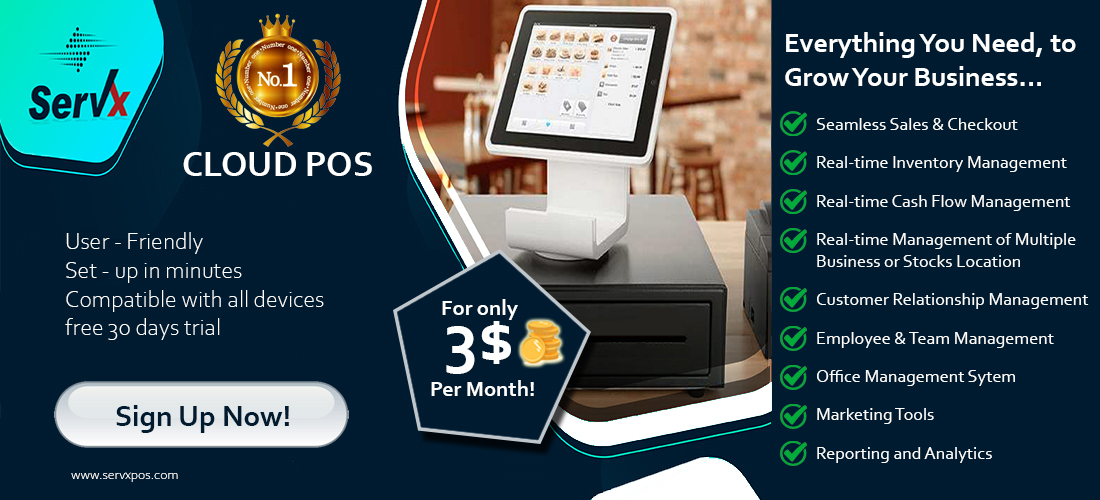 ServX
No.1
CLOUD POS
User - Friendly
Set - up in minutes
Compatible with all devices
free 30 days trial
Sign Up Now!
www.servxpos.com
For only
3$
Per Month!
Everything You Need, to
Grow Your Business...
Seamless Sales & Checkout
Real-time Inventory Management
Real-time Cash Flow Management
Real-time Management of Multiple
Business or Stocks Location
Customer Relationship Management
Employee & Team Management
Office Management Sytem
Marketing Tools
Reporting and Analytics